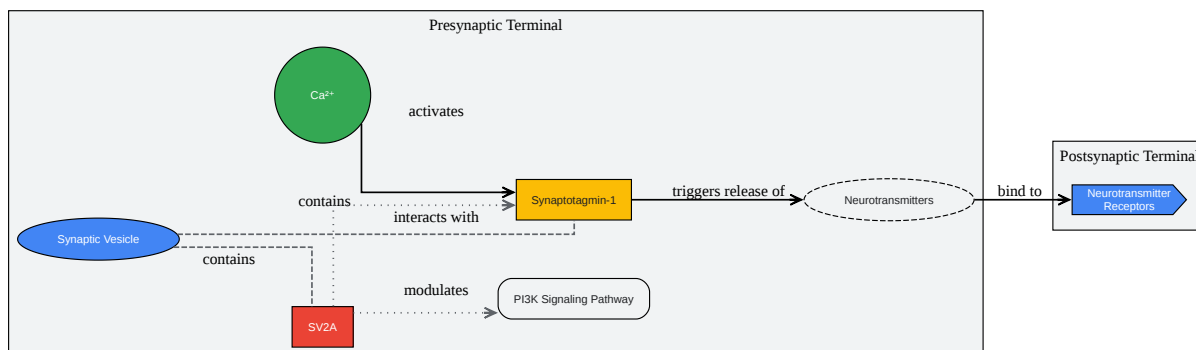 Presynaptic Terminal
Ca²⁺
activates
Postsynaptic Terminal
contains
Synaptotagmin-1
triggers release of
Neurotransmitters
bind to
Neurotransmitter
Receptors
interacts with
Synaptic Vesicle
contains
modulates
PI3K Signaling Pathway
SV2A